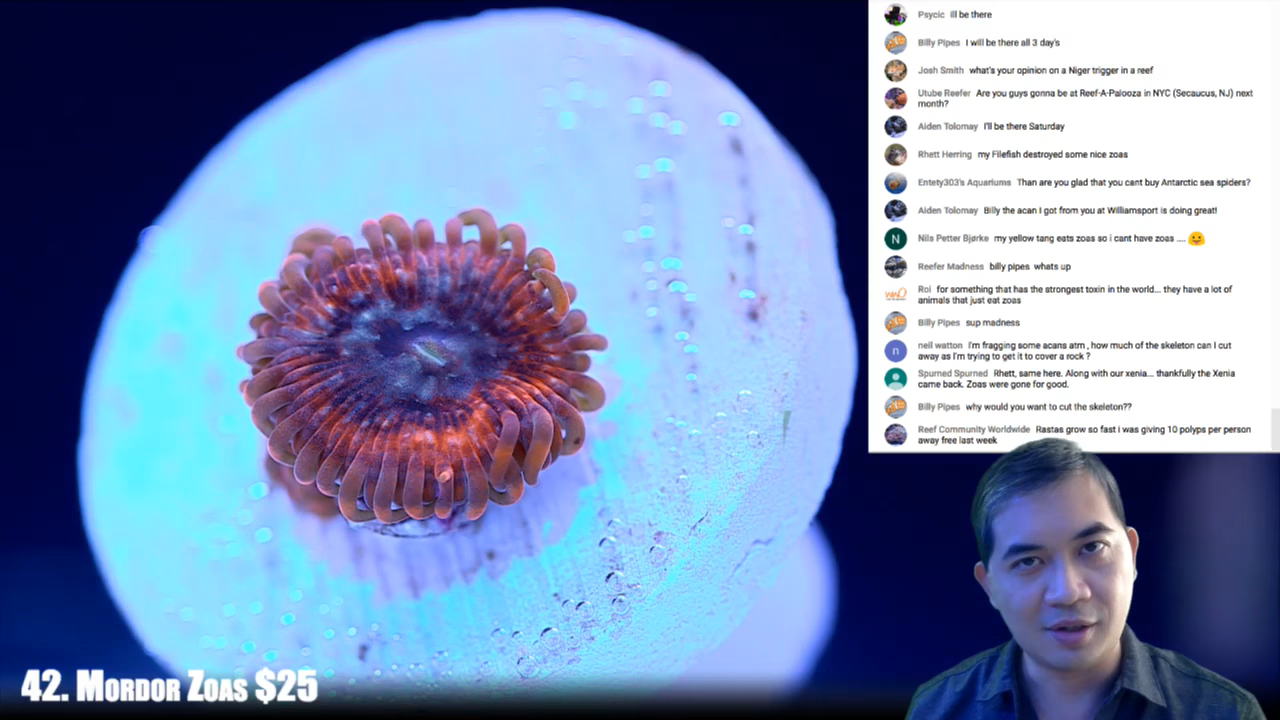 Psycic ill be there
Billy Pipes I will be there all 3 day's
Josh Smith what's your opinion on a Niger trigger in a reef
Utube Reefer Are you guys gonna be at Reef-A-Palooza in NYC (Secaucus, NJ) next
month?
Aiden Tolomay I'll be there Saturday
Rhett Herring my Filefish destroyed some nice zoas
Entety303's Aquariums Than are you glad that you cant buy Antarctic sea spiders?
Aiden Tolomay Billy the acan I got from you at Williamsport is doing great!
N
Nils Petter Bjørke my yellow tang eats zoas so i cant have zoas ....
Reefer Madness billy pipes whats up
Roi for something that has the strongest toxin in the world... they have a lot of
animals that just eat zoas
Billy Pipes sup madness
n
neil watton I'm fragging some acans atm , how much of the skeleton can I cut
away as I'm trying to get it to cover a rock ?
Spurned Spurned Rhett, same here. Along with our xenia... thankfully the Xenia
came back. Zoas were gone for good.
Billy Pipes why would you want to cut the skeleton??
Reef Community Worldwide Rastas grow so fast i was giving 10 polyps per person
away free last week
42. Mordor Zoas $25